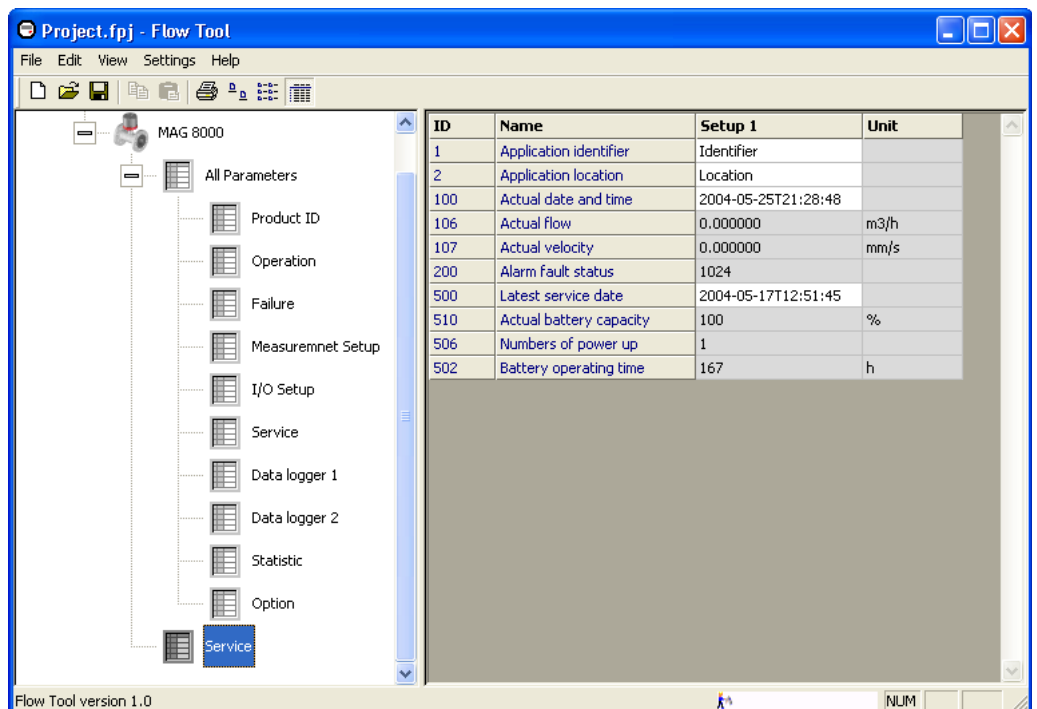 Project.fpj - Flow Tool
File Edit View Settings Help
MAG 8000
All Parameters
Product ID
Operation
Failure
Measuremnet Setup
I/O Setup
Service
Data logger 1
Data logger 2
Statistic
Option
Service
ID Name Setup 1 Unit
1 Application identifier Identifier
2 Application location Location
100 Actual date and time 2004-05-25T21:28:48
106 Actual flow 0.000000 m3/h
107 Actual velocity 0.000000 mm/s
200 Alarm fault status 1024
500 Latest service date 2004-05-17T12:51:45
510 Actual battery capacity 100 %
506 Numbers of power up 1
502 Battery operating time 167 h
Flow Tool version 1.0 NUM